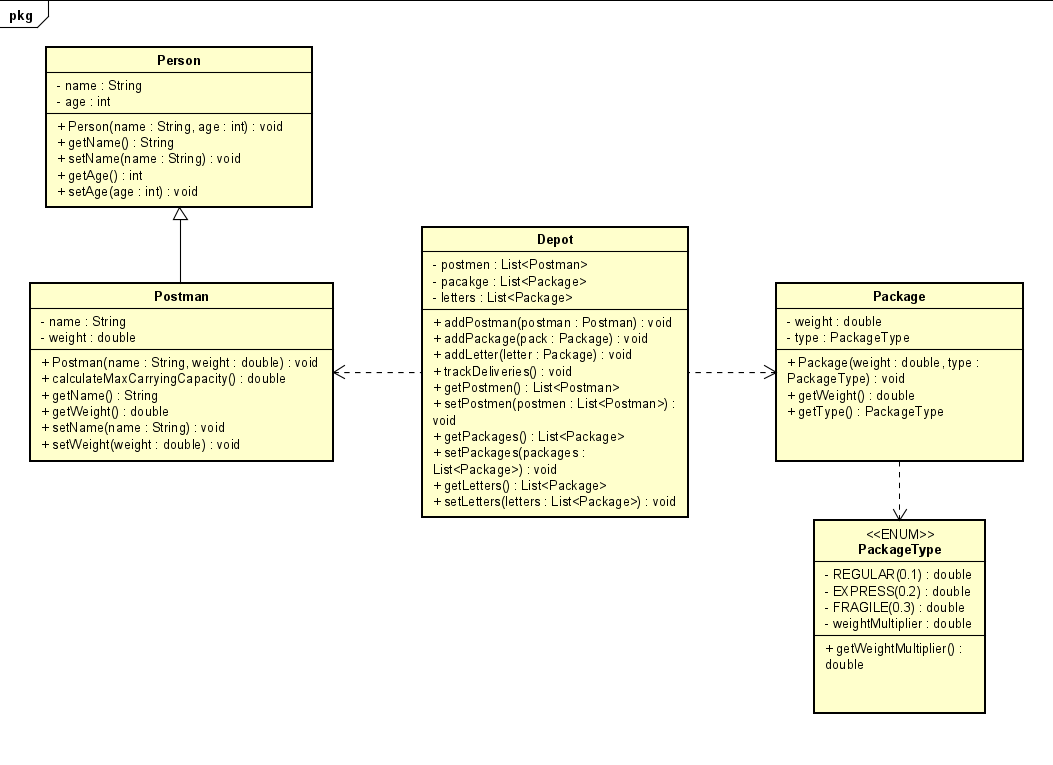 pkg
Person
- name : String
- age : int
+ Person(name : String, age : int) : void
+ getName() : String
+ setName(name : String) : void
+ getAge() : int
+ setAge(age : int) : void
Postman
- name : String
- weight : double
+ Postman(name : String, weight : double) : void
+ calculateMaxCarryingCapacity() : double
+ getName() : String
+ getWeight() : double
+ setName(name : String) : void
+ setWeight(weight : double) : void
Depot
- postmen : List<Postman>
- pacakge : List<Package>
- letters : List<Package>
+ addPostman(postman : Postman) : void
+ addPackage(pack : Package) : void
+ addLetter(letter : Package) : void
+ trackDeliveries() : void
+ getPostmen() : List<Postman>
+ setPostmen(postmen : List<Postman>) :
void
+ getPackages() : List<Package>
+ setPackages(packages :
List<Package>) : void
+ getLetters() : List<Package>
+ setLetters(letters : List<Package>) : void
Package
- weight : double
- type : PackageType
+ Package(weight : double, type :
PackageType) : void
+ getWeight() : double
+ getType() : PackageType
<<ENUM>>
PackageType
- REGULAR(0.1) : double
- EXPRESS(0.2) : double
- FRAGILE(0.3) : double
- weightMultiplier : double
+ getWeightMultiplier() :
double